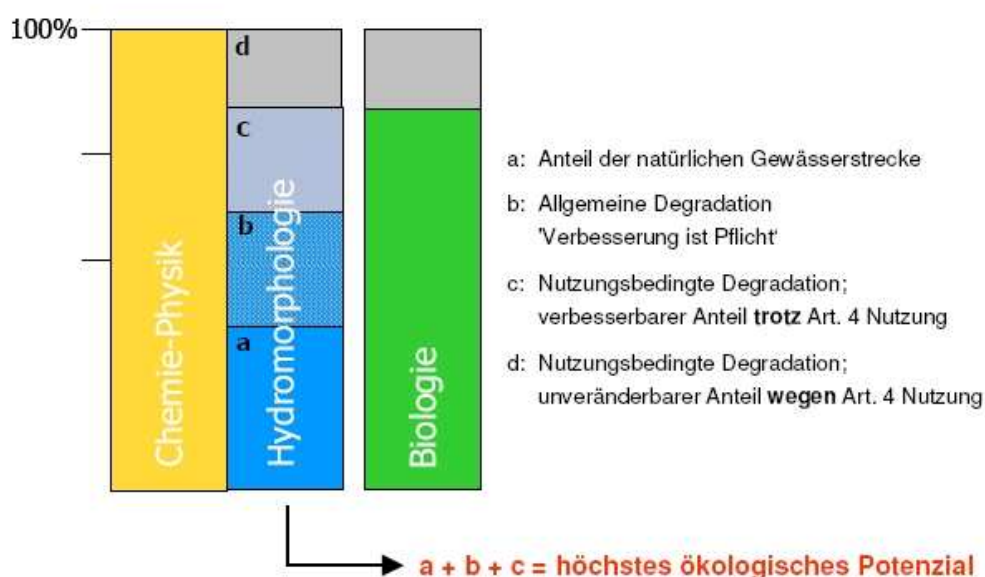 100%
d
c
b
a
Chemie-Physik
Hydromorphologie
Biologie
a: Anteil der natürlichen Gewässerstrecke
b: Allgemeine Degradation
'Verbesserung ist Pflicht'
c: Nutzungsbedingte Degradation;
verbesserbarer Anteil trotz Art. 4 Nutzung
d: Nutzungsbedingte Degradation;
unveränderbarer Anteil wegen Art. 4 Nutzung
a + b + c = höchstes ökologisches Potenzial